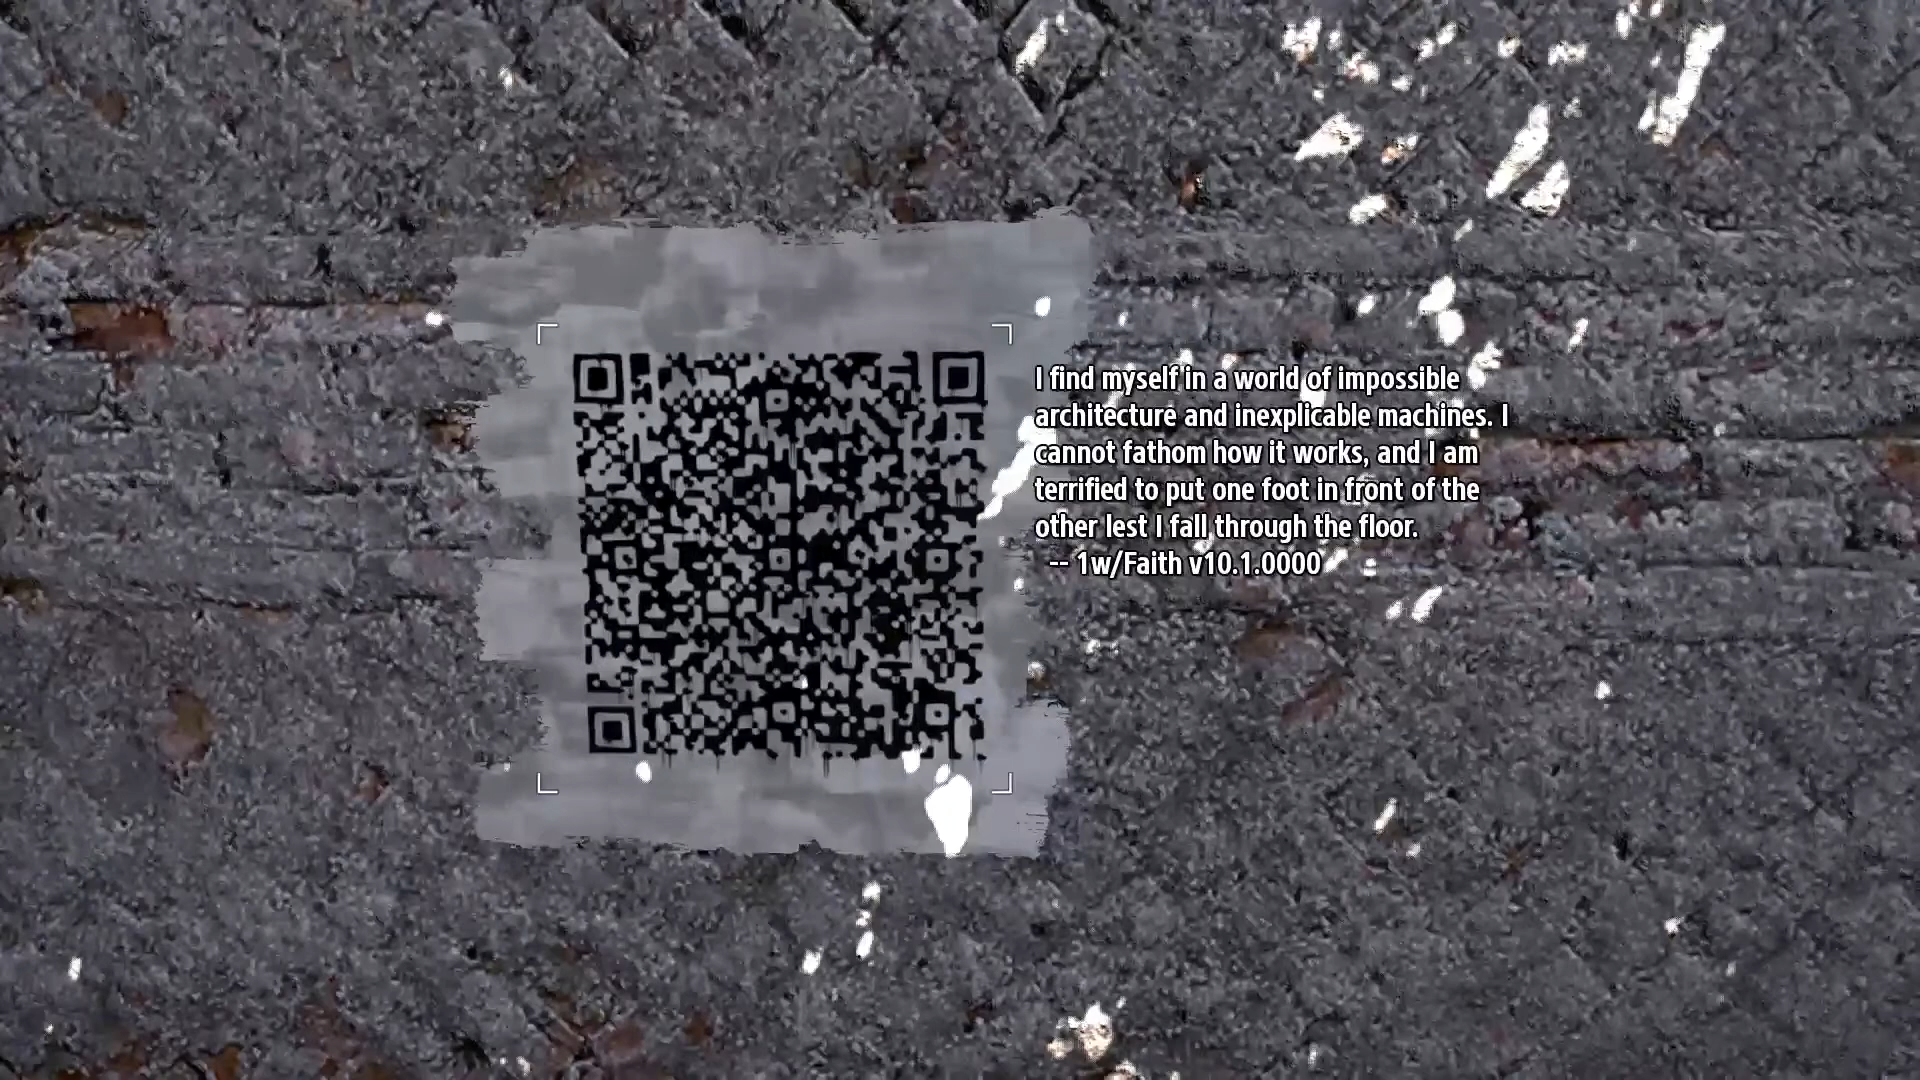 I find myself in a world of impossible
architecture and inexplicable machines. I
cannot fathom how it works, and I am
terrified to put one foot in front of the
other lest I fall through the floor.
-- 1w/Faith v10.1.0000